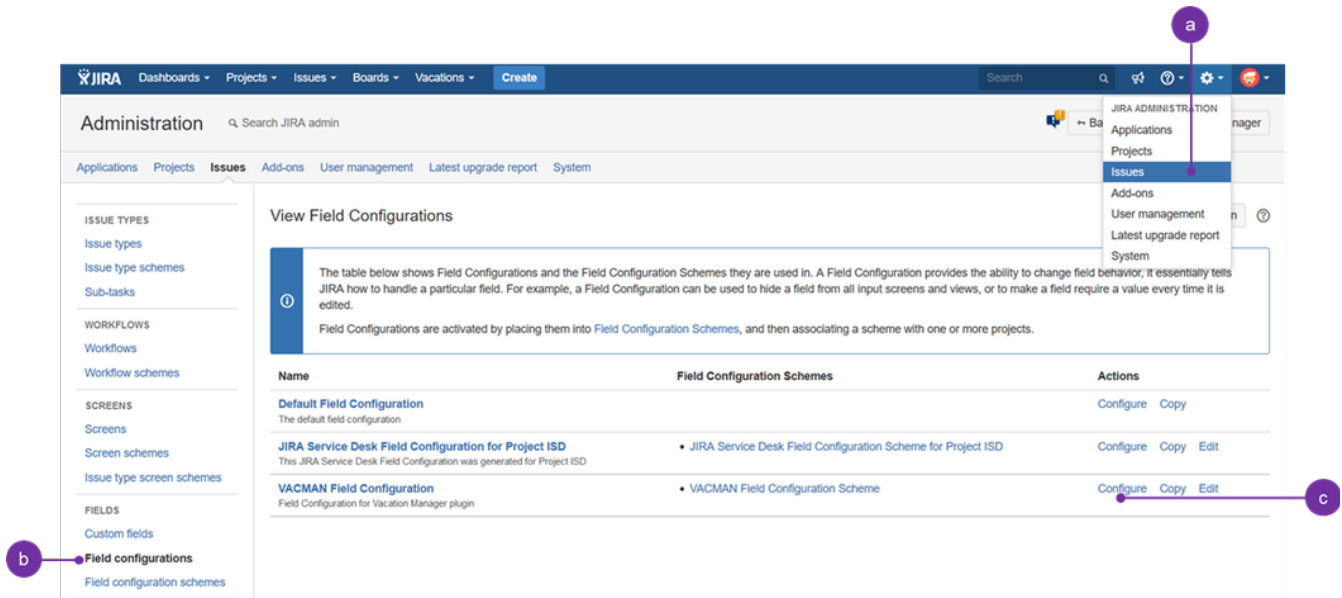 a
JIRA Dashboards Projects Issues Boards Vacations Create Search
Administration Search JIRA admin
1
Ba
nager
JIRA ADMINISTRATION
Applications
Projects
Issues
Add-ons
User management
Latest upgrade report
System
Applications Projects Issues Add-ons User management Latest upgrade report System
ISSUE TYPES
Issue types
Issue type schemes
Sub-tasks
WORKFLOWS
Workflows
Workflow schemes
SCREENS
Screens
Screen schemes
Issue type screen schemes
FIELDS
Custom fields
b
Field configurations
Field configuration schemes
View Field Configurations
n
The table below shows Field Configurations and the Field Configuration Schemes they are used in. A Field Configuration provides the ability to change field behavior, it essentially tells
JIRA how to handle a particular field. For example, a Field Configuration can be used to hide a field from all input screens and views, or to make a field require a value every time it is
edited.
Field Configurations are activated by placing them into Field Configuration Schemes, and then associating a scheme with one or more projects.
Name Field Configuration Schemes Actions
Default Field Configuration Configure Copy
The default field configuration
JIRA Service Desk Field Configuration for Project ISD • JIRA Service Desk Field Configuration Scheme for Project ISD Configure Copy Edit
This JIRA Service Desk Field Configuration was generated for Project ISD
VACMAN Field Configuration • VACMAN Field Configuration Scheme Configure Copy Edit
Field Configuration for Vacation Manager plugin
c